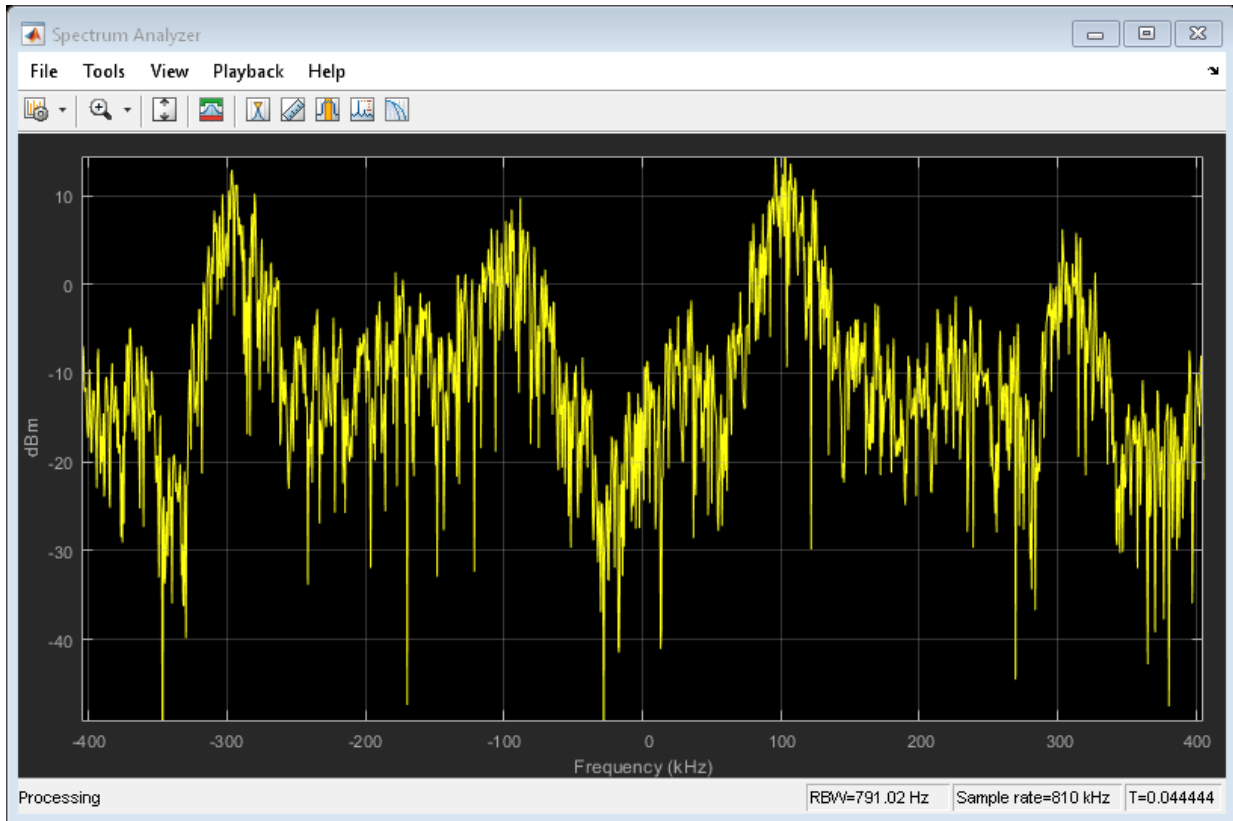 Spectrum Analyzer
File Tools View Playback Help
10
0
-10
-20
-30
-40
dBm
-400 -300 -200 -100 0 100 200 300 400
Frequency (kHz)
Processing RBW=791.02 Hz Sample rate=810 kHz T=0.044444